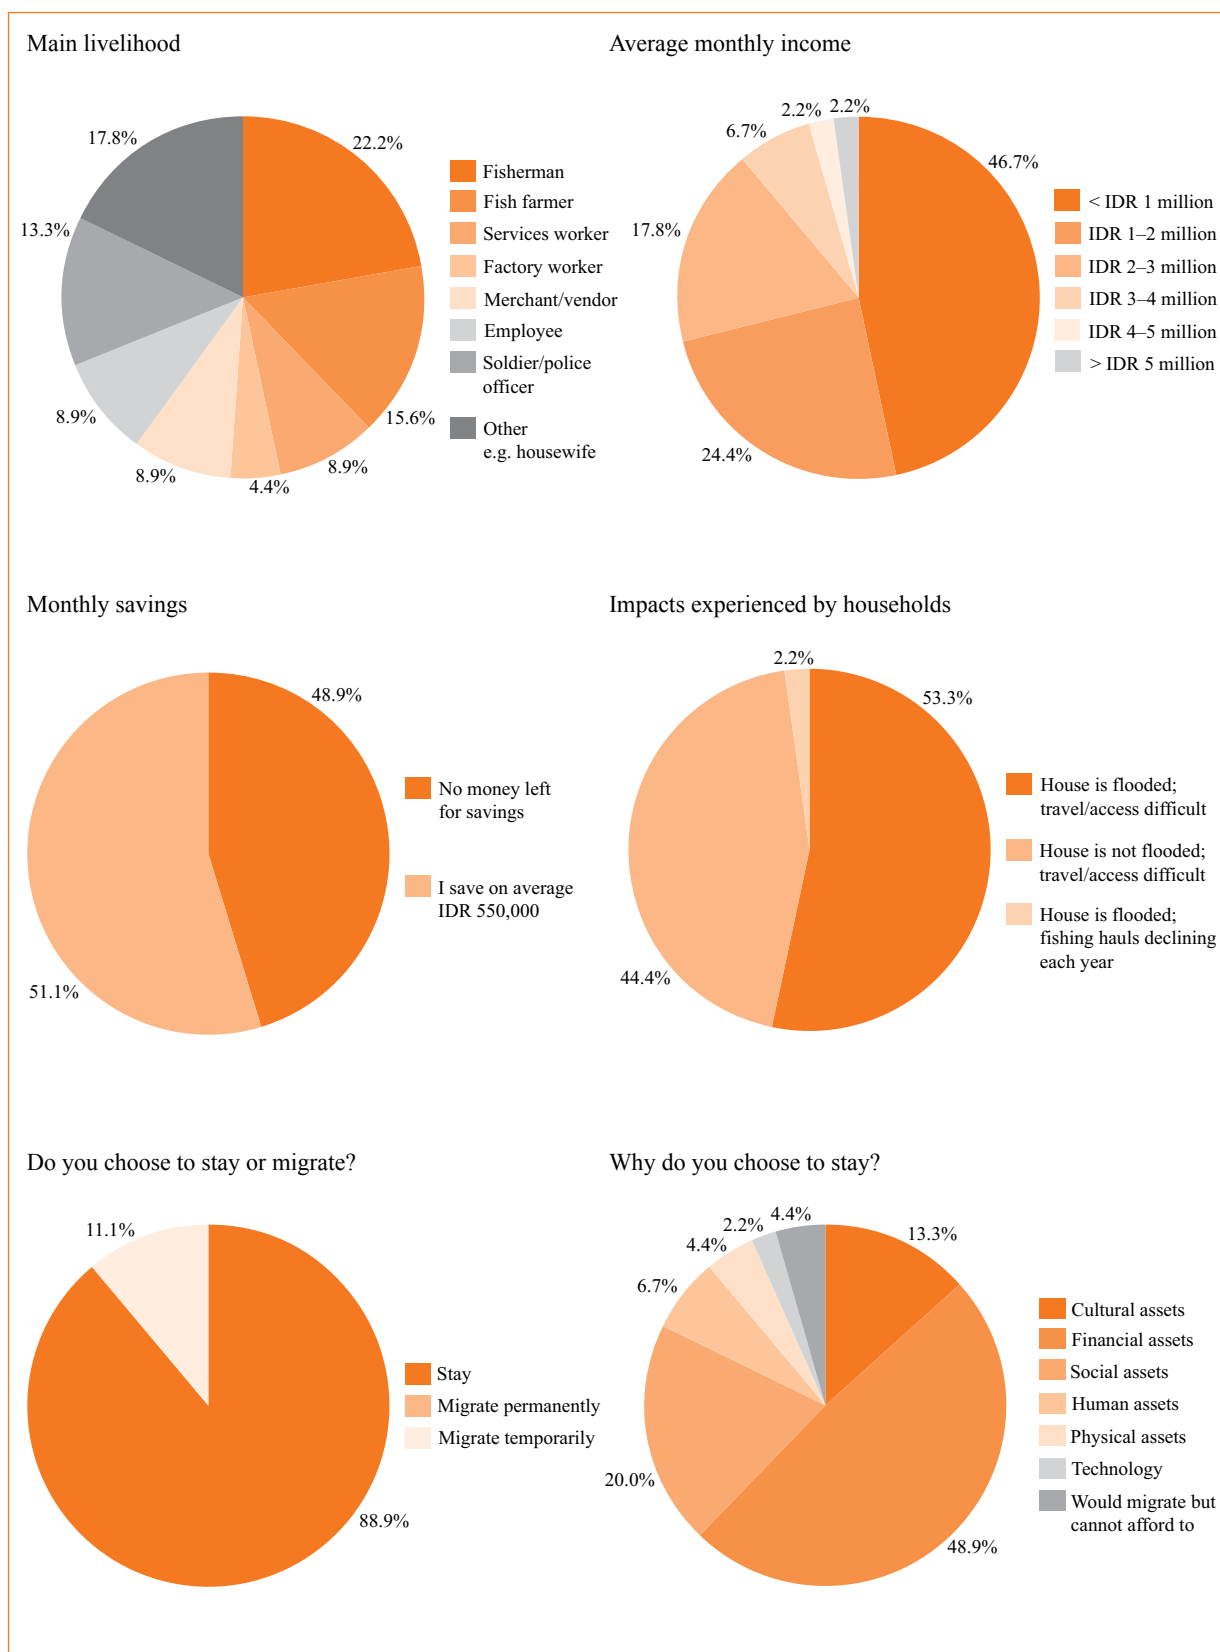 Main livelihood
22.2%
15.6%
8.9%
4.4%
8.9%
8.9%
13.3%
17.8%
Fisherman
Fish farmer
Services worker
Factory worker
Merchant/vendor
Employee
Soldier/police
officer
Other
e.g. housewife
Average monthly income
46.7%
24.4%
17.8%
6.7%
2.2%
2.2%
< IDR 1 million
IDR 1–2 million
IDR 2–3 million
IDR 3–4 million
IDR 4–5 million
> IDR 5 million
Monthly savings
48.9%
51.1%
No money left
for savings
I save on average
IDR 550,000
Impacts experienced by households
53.3%
44.4%
2.2%
House is flooded;
travel/access difficult
House is not flooded;
travel/access difficult
House is flooded;
fishing hauls declining
each year
Do you choose to stay or migrate?
11.1%
88.9%
Stay
Migrate permanently
Migrate temporarily
Why do you choose to stay?
13.3%
48.9%
20.0%
6.7%
4.4%
2.2%
4.4%
Cultural assets
Financial assets
Social assets
Human assets
Physical assets
Technology
Would migrate but
cannot afford to